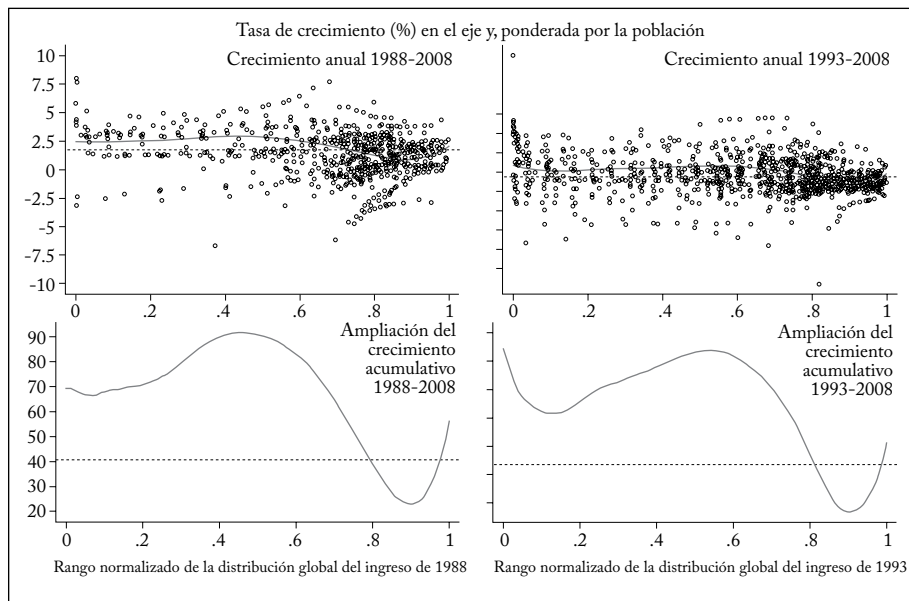 Tasa de crecimiento (%) en el eje y, ponderada por la población
Crecimiento anual 1988-2008
10
7.5
5
2.5
0
-2.5
-5
-7.5
-10
0 .2 .4 .6 .8 1
Crecimiento anual 1993-2008
0 .2 .4 .6 .8 1
Ampliación del
crecimiento
acumulativo
1988-2008
90
80
70
60
50
40
30
20
0 .2 .4 .6 .8 1
Rango normalizado de la distribución global del ingreso de 1988
Ampliación del
crecimiento
acumulativo
1993-2008
0 .2 .4 .6 .8 1
Rango normalizado de la distribución global del ingreso de 1993